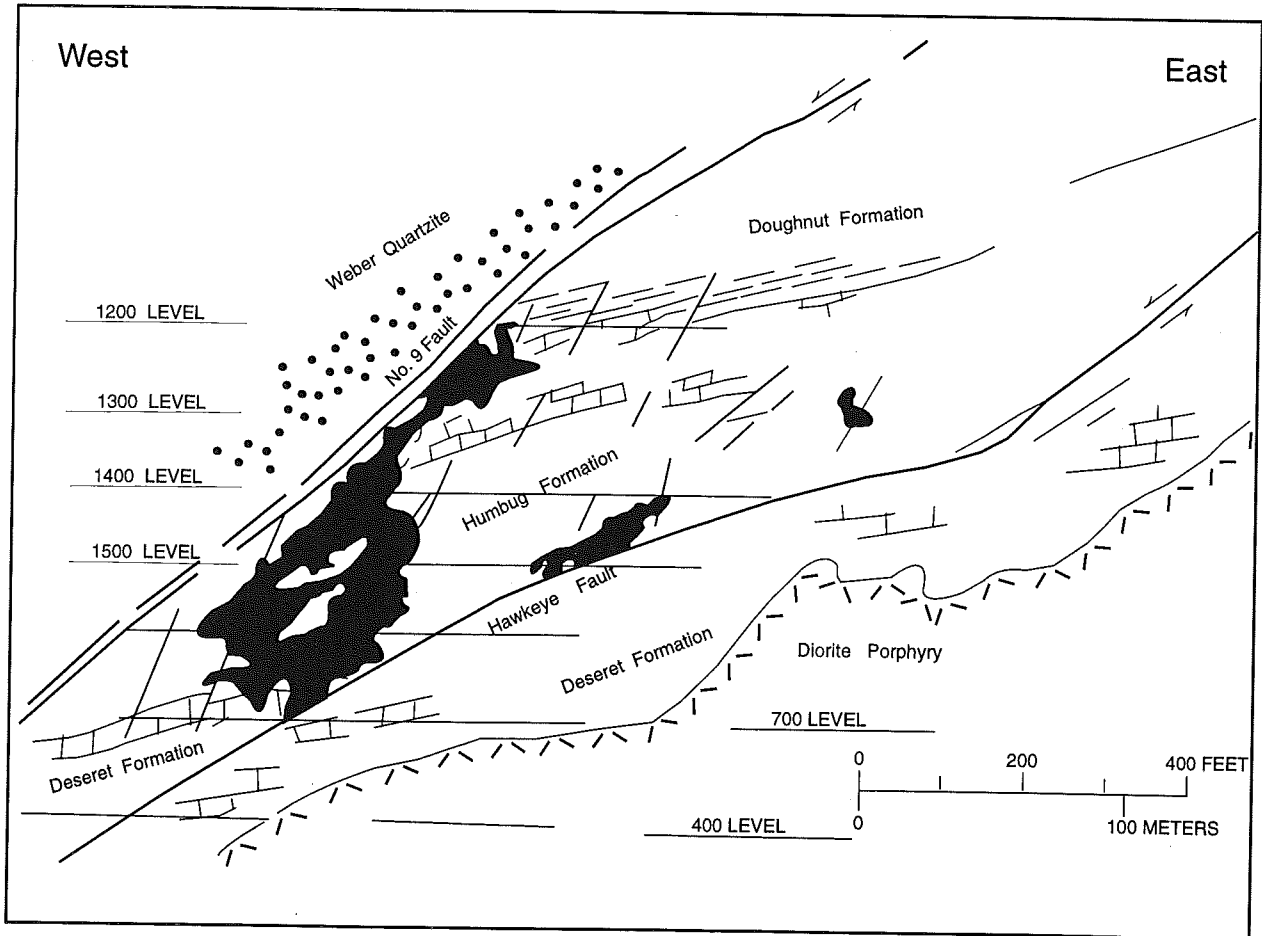 West
East
Weber Quartzite
Doughnut Formation
1200 LEVEL
No. 9 Fault
1300 LEVEL
1400 LEVEL
Humbug Formation
1500 LEVEL
Hawkeye Fault
Deseret Formation
Diorite Porphyry
700 LEVEL
Deseret Formation
0 200 400 FEET
0 100 METERS
400 LEVEL